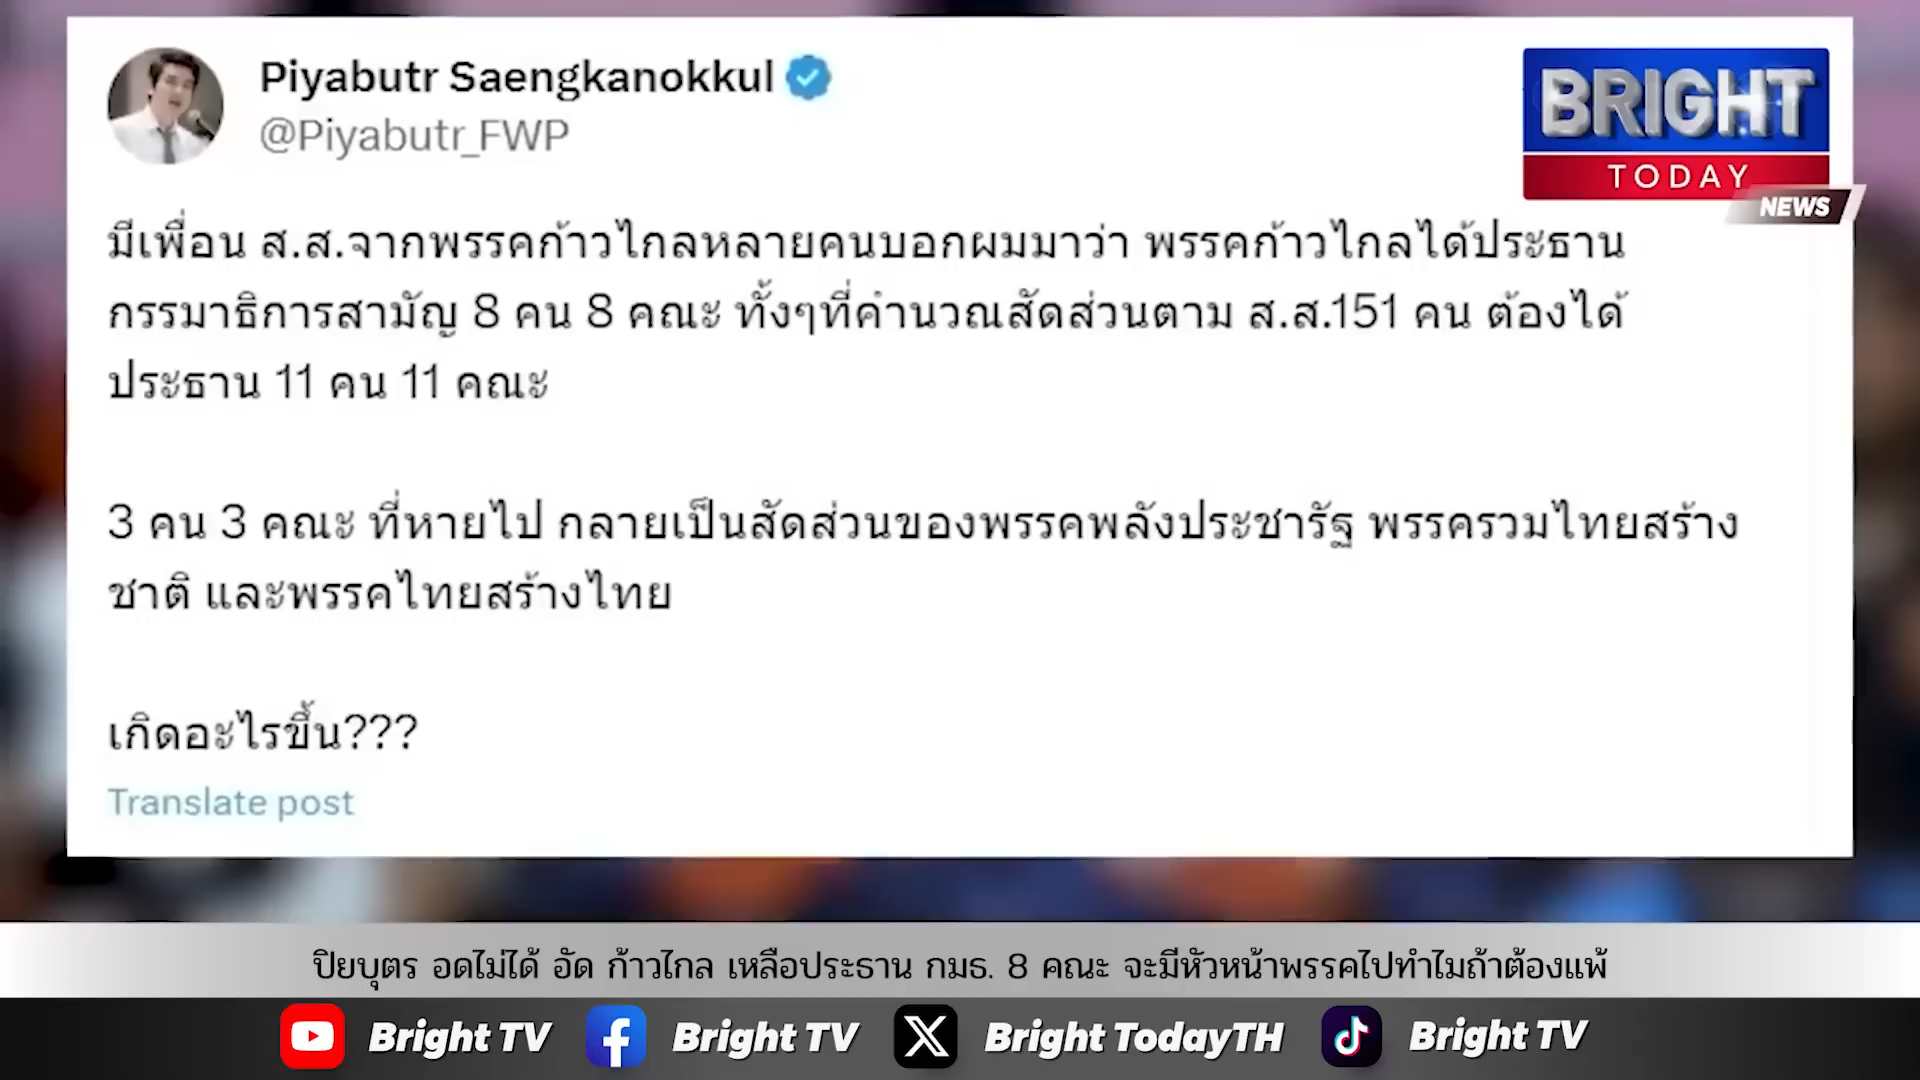 Piyabutr Saengkanokkul
@Piyabutr_FWP
BRIGHT
TODAY
NEWS
มีเพื่อน ส.ส.จากพรรคก้าวไกลหลายคนบอกผมมาว่า พรรคก้าวไกลได้ประธาน
กรรมาธิการสามัญ 8 คน 8 คณะ ทั้งๆที่คำนวณสัดส่วนตาม ส.ส.151 คน ต้องได้
ประธาน 11 คน 11 คณะ
3 คน 3 คณะ ที่หายไป กลายเป็นสัดส่วนของพรรคพลังประชารัฐ พรรครวมไทยสร้าง
ชาติ และพรรคไทยสร้างไทย
เกิดอะไรขึ้น???
Translate post
ปิยบุตร อดไม่ได้ อัด ก้าวไกล เหลือประธาน กมธ. 8 คณะ จะมีหัวหน้าพรรคไปทำไมถ้าต้องแพ้
Bright TV Bright TV Bright TodayTH Bright TV